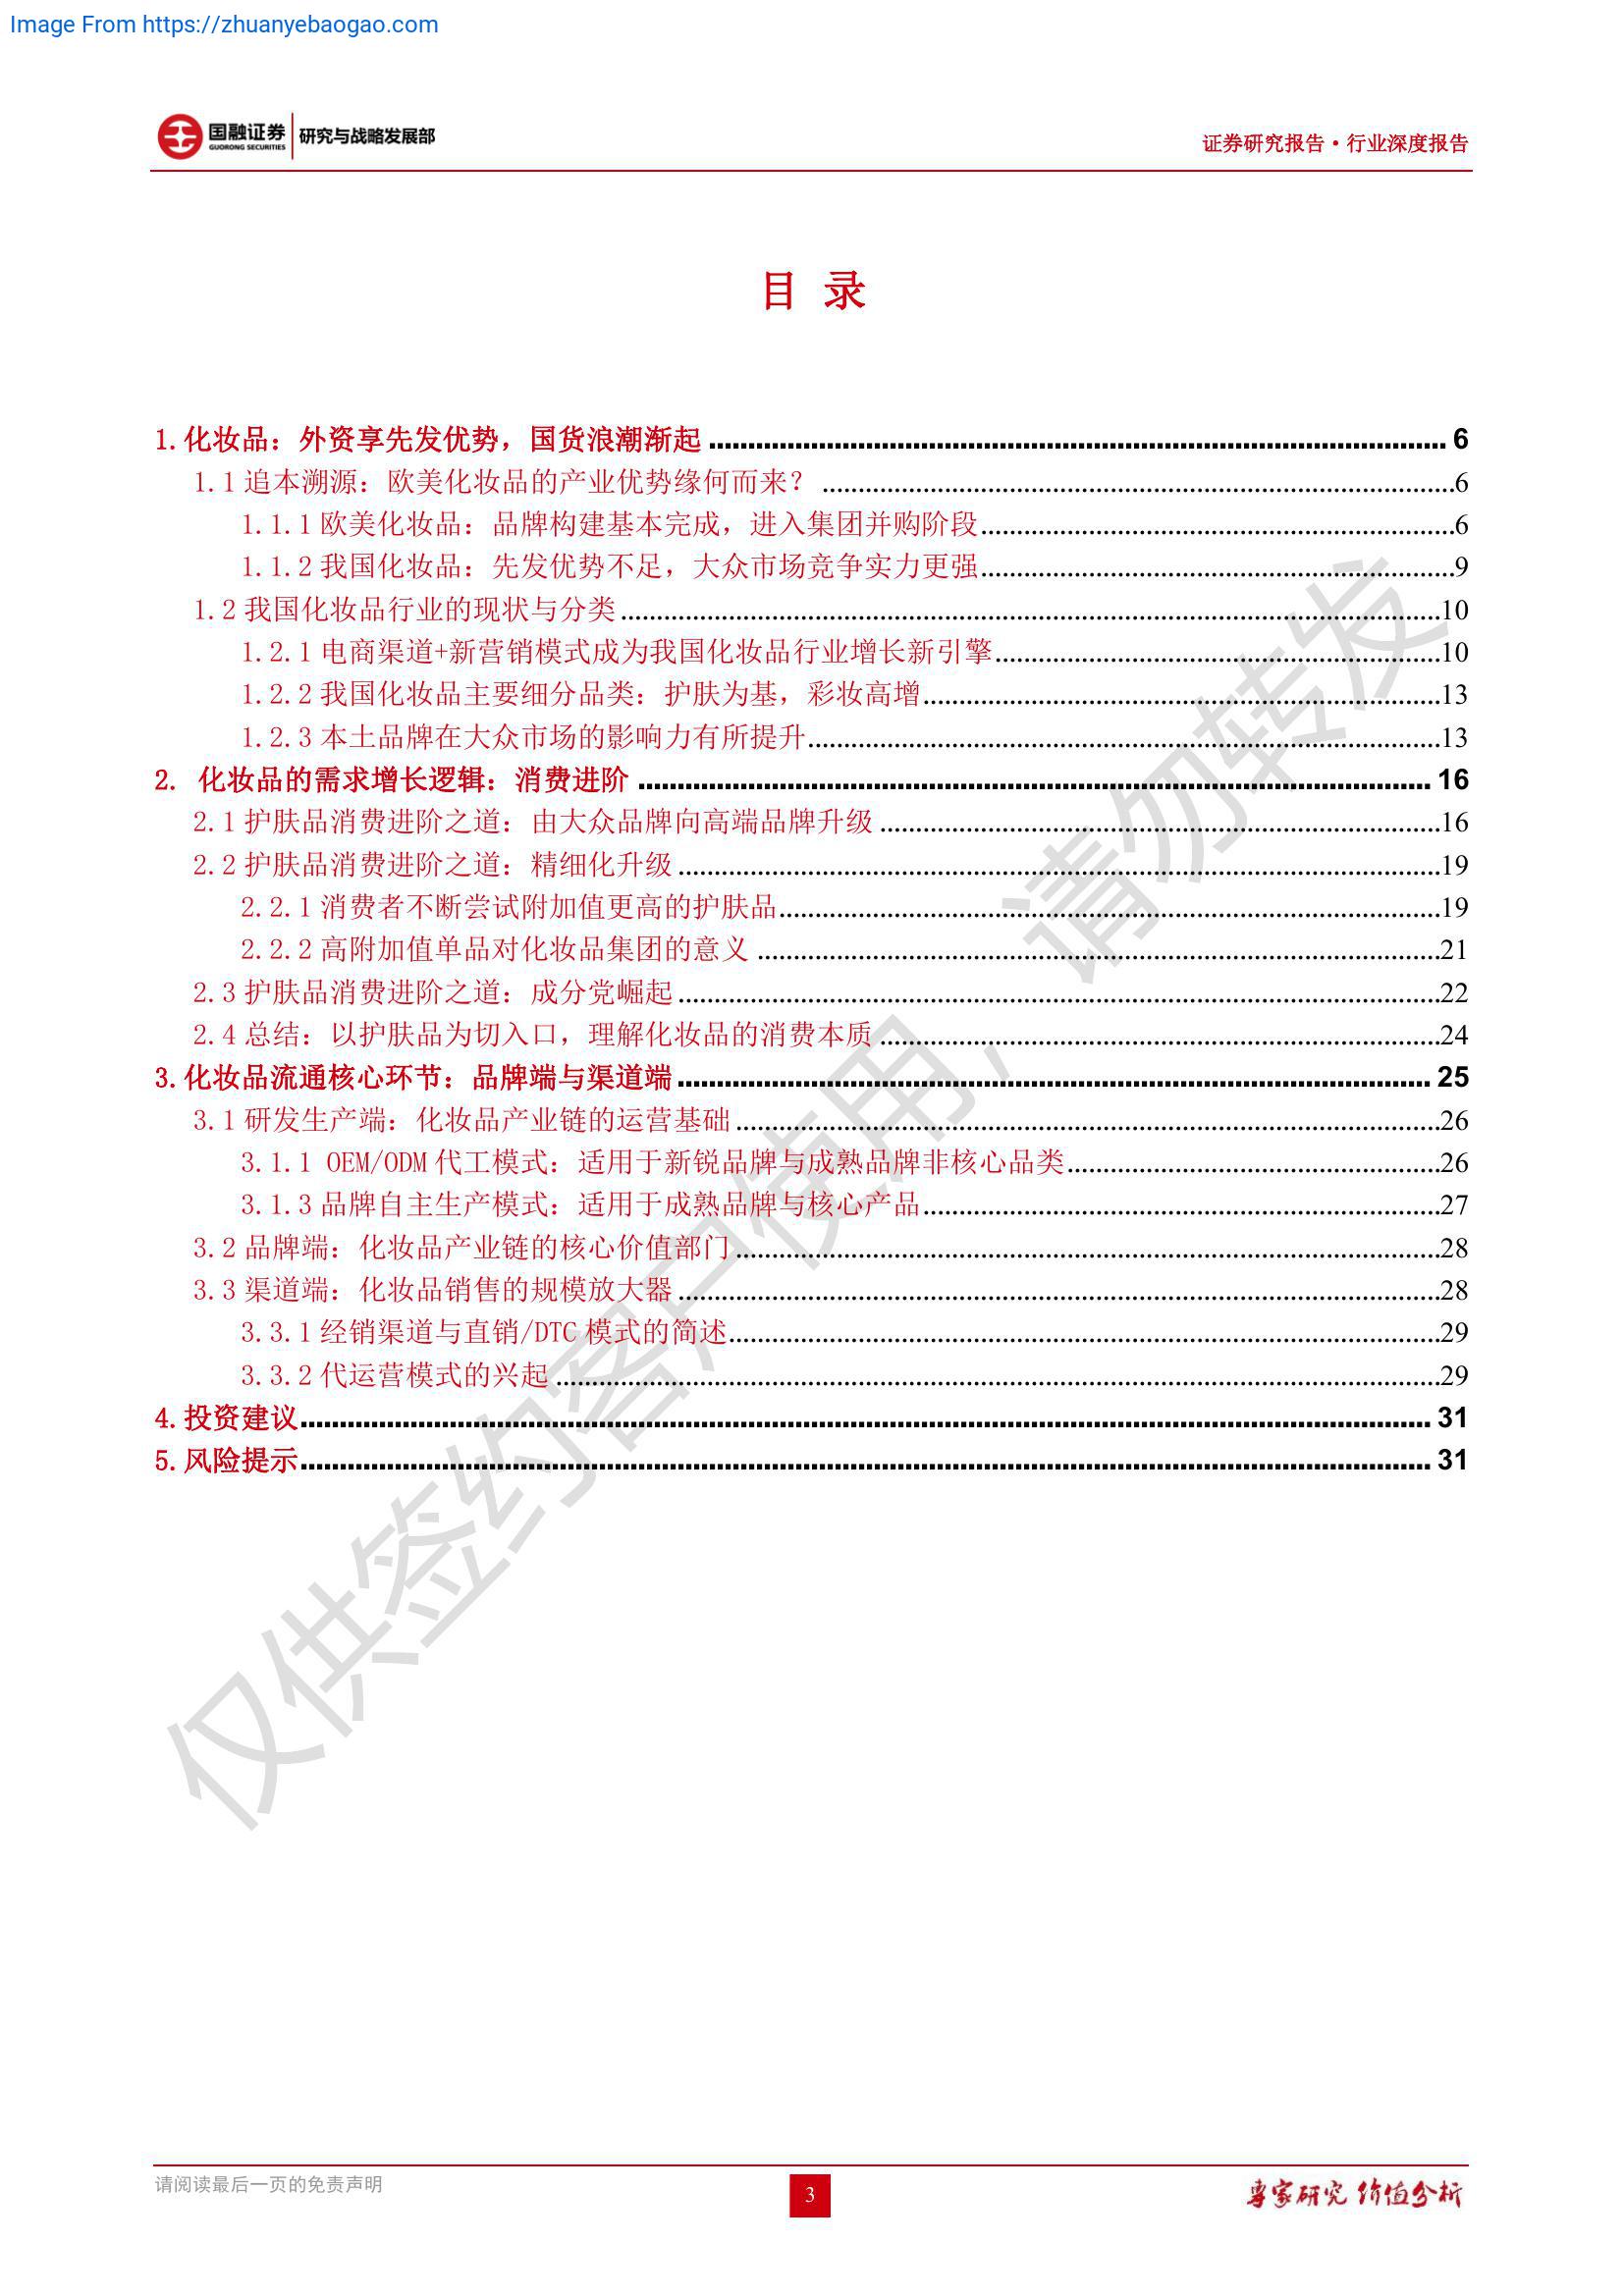 Image From https://zhuanyebaogao.com
国融证券 研究与战略发展部
GUORONG SECURITIES
证券研究报告·行业深度报告
目 录
1.化妆品：外资享先发优势，国货浪潮渐起 6
1.1 追本溯源：欧美化妆品的产业优势缘何而来？ 6
1.1.1 欧美化妆品：品牌构建基本完成，进入集团并购阶段 6
1.1.2 我国化妆品：先发优势不足，大众市场竞争实力更强 9
1.2 我国化妆品行业的现状与分类 10
1.2.1 电商渠道+新营销模式成为我国化妆品行业增长新引擎 10
1.2.2 我国化妆品主要细分品类：护肤为基，彩妆高增 13
1.2.3 本土品牌在大众市场的影响力有所提升 13
2. 化妆品的需求增长逻辑：消费进阶 16
2.1 护肤品消费进阶之道：由大众品牌向高端品牌升级 16
2.2 护肤品消费进阶之道：精细化升级 19
2.2.1 消费者不断尝试附加值更高的护肤品 19
2.2.2 高附加值单品对化妆品集团的意义 21
2.3 护肤品消费进阶之道：成分党崛起 22
2.4 总结：以护肤品为切入口，理解化妆品的消费本质 24
3.化妆品流通核心环节：品牌端与渠道端 25
3.1 研发生产端：化妆品产业链的运营基础 26
3.1.1 OEM/ODM 代工模式：适用于新锐品牌与成熟品牌非核心品类 26
3.1.3 品牌自主生产模式：适用于成熟品牌与核心产品 27
3.2 品牌端：化妆品产业链的核心价值部门 28
3.3 渠道端：化妆品销售的规模放大器 28
3.3.1 经销渠道与直销/DTC 模式的简述 29
3.3.2 代运营模式的兴起 29
4.投资建议 31
5.风险提示 31
仅供签约客户使用，请勿转发
请阅读最后一页的免责声明
3
专家研究 价值分析